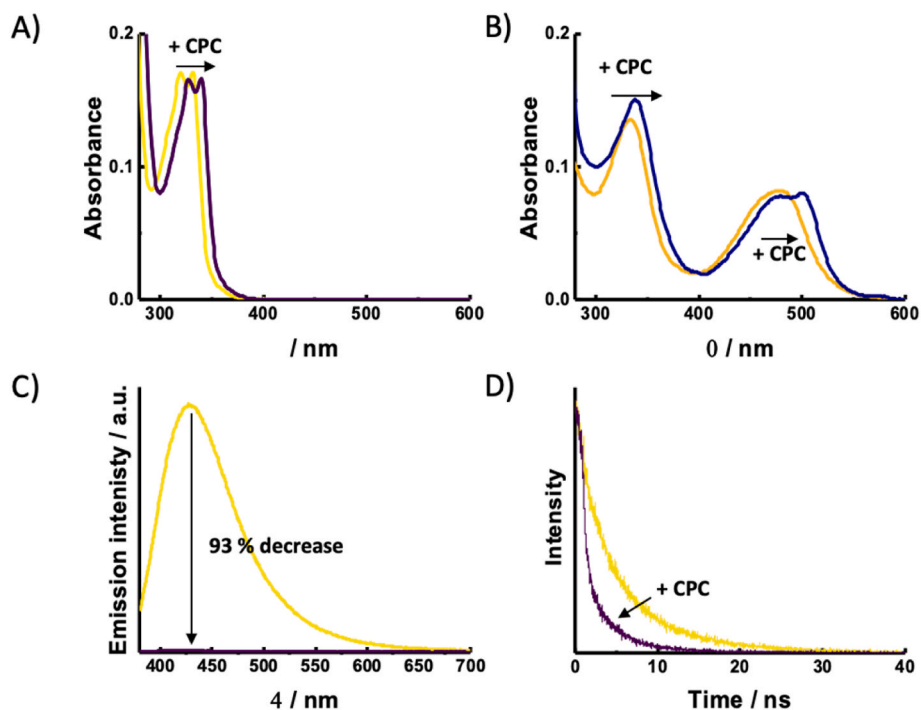 A)
0.2
+ CPC
Absorbance
0.1
0.0
300
400
500
600
/ nm
B)
0.2
+ CPC
Absorbance
0.1
+ CPC
0.0
300
400
500
600
0 / nm
C)
Emission intenisty / a.u.
93 % decrease
400
450
500
550
600
650
700
4 / nm
D)
Intensity
+ CPC
0
10
20
30
40
Time / ns